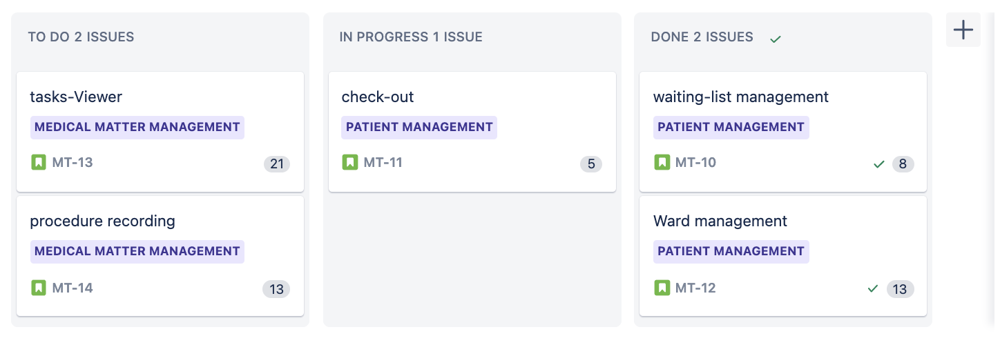 TO DO 2 ISSUES
tasks-Viewer
MEDICAL MATTER MANAGEMENT
MT-13
21
procedure recording
MEDICAL MATTER MANAGEMENT
MT-14
13
IN PROGRESS 1 ISSUE
check-out
PATIENT MANAGEMENT
MT-11
5
DONE 2 ISSUES
waiting-list management
PATIENT MANAGEMENT
MT-10
8
Ward management
PATIENT MANAGEMENT
MT-12
13